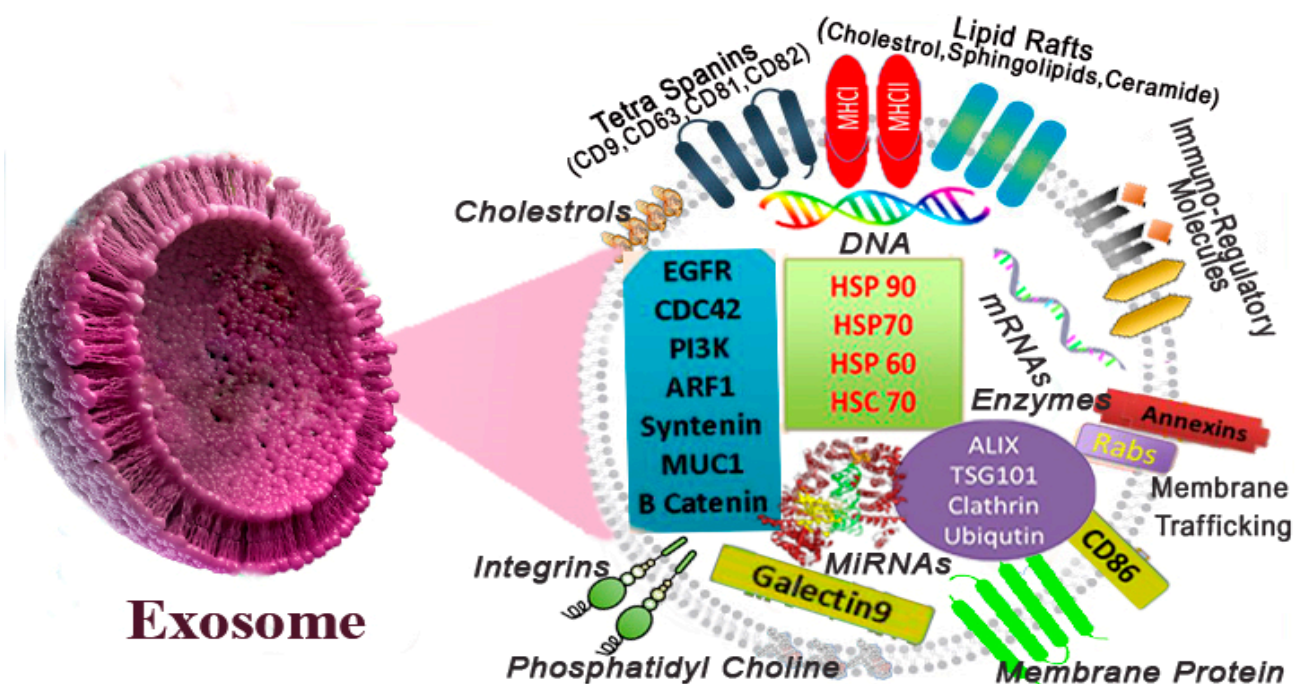 Lipid Rafts
(Cholestrol,Sphingolipids,Ceramide)
Tetra Spanins
(CD9,CD63,CD81,CD82)
MHCI
MHCII
Immuno-Regulatory
Molecules
Cholestrols
DNA
EGFR
CDC42
PI3K
ARF1
Syntenin
MUC1
B Catenin
HSP 90
HSP70
HSP 60
HSC 70
mRNAs
Enzymes
Annexins
Rabs
ALIX
TSG101
Clathrin
Ubiqutin
Membrane
Trafficking
CD86
MiRNAs
Integrins
Galectin9
Exosome
Phosphatidyl Choline
Membrane Protein